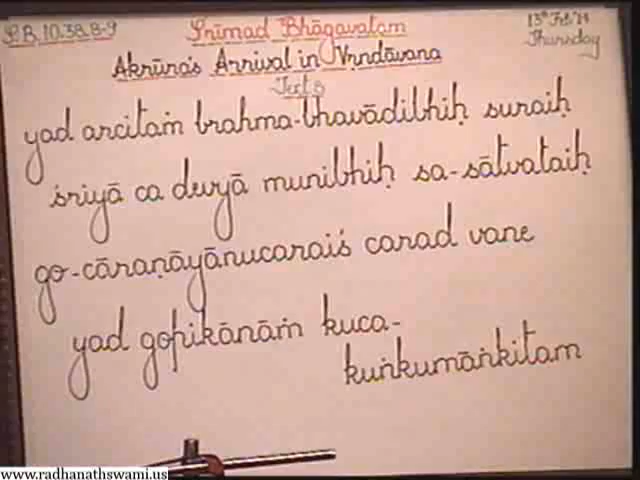 S.B. 10.38.8-9
Śrīmad Bhāgavatam
13th Feb'14
Thursday
Akrūra's Arrival in Vṛndāvana
Text 8
yad arcitaṁ brahma-bhavādibhiḥ suraiḥ
śriyā ca devyā munibhiḥ sa-sātvataiḥ
go-cāraṇāyānucaraiś carad vane
yad gopikānāṁ kuca-
kuṅkumāṅkitam
www.radhanathswami.us